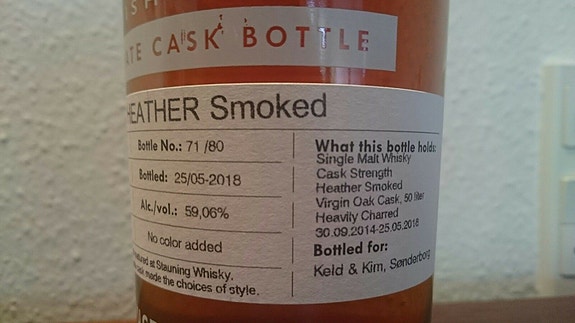 CASK BOTTLE
HEATHER Smoked
Bottle No.: 71 /80
Bottled: 25/05-2018
Alc./vol.: 59,06%
No color added
at Stauning Whisky.
made the choices of style.
What this bottle holds:
Single Malt Whisky
Cask Strength
Heather Smoked
Virgin Oak Cask, 50 liter
Heavily Charred
30.09.2014-25.05.2018
Bottled for:
Keld & Kim, Sønderborg